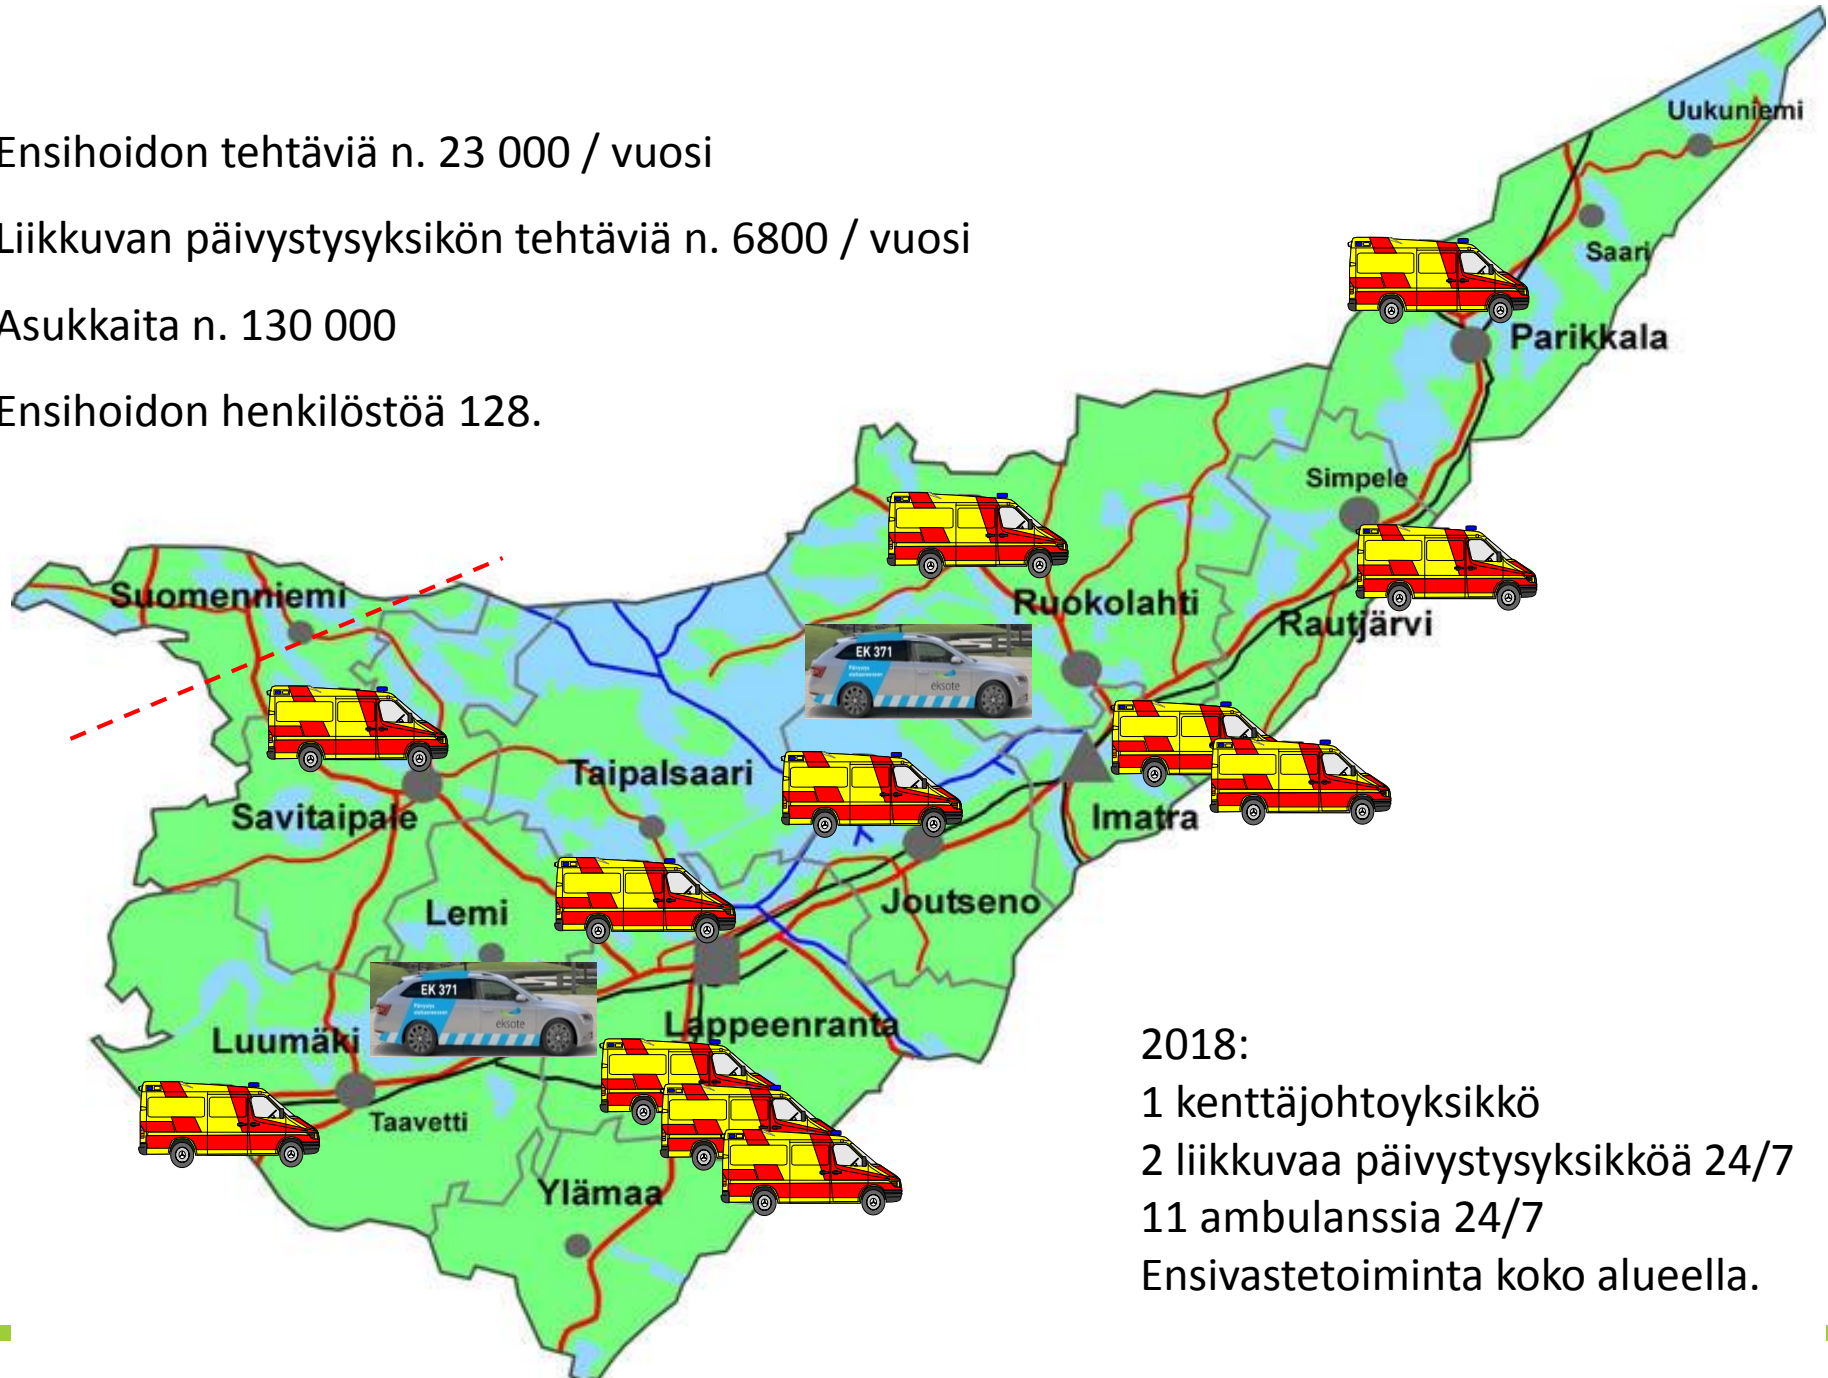 Ensihoidon tehtäviä n. 23 000 / vuosi
Liikkuvan päivystysyksikön tehtäviä n. 6800 / vuosi
Asukkaita n. 130 000
Ensihoidon henkilöstöä 128.
Uukuniemi
Saari
Parikkala
Simpele
Suomenniemi
Ruokolahti
Rautjärvi
EK 371
eksote
Taipalsaari
Savitaipale
Imatra
Lemi
Joutseno
EK 371
eksote
Luumäki
Lappeenranta
Taavetti
Ylämaa
2018:
1 kenttäjohtoyksikkö
2 liikkuvaa päivystysyksikköä 24/7
11 ambulanssia 24/7
Ensivastetoiminta koko alueella.